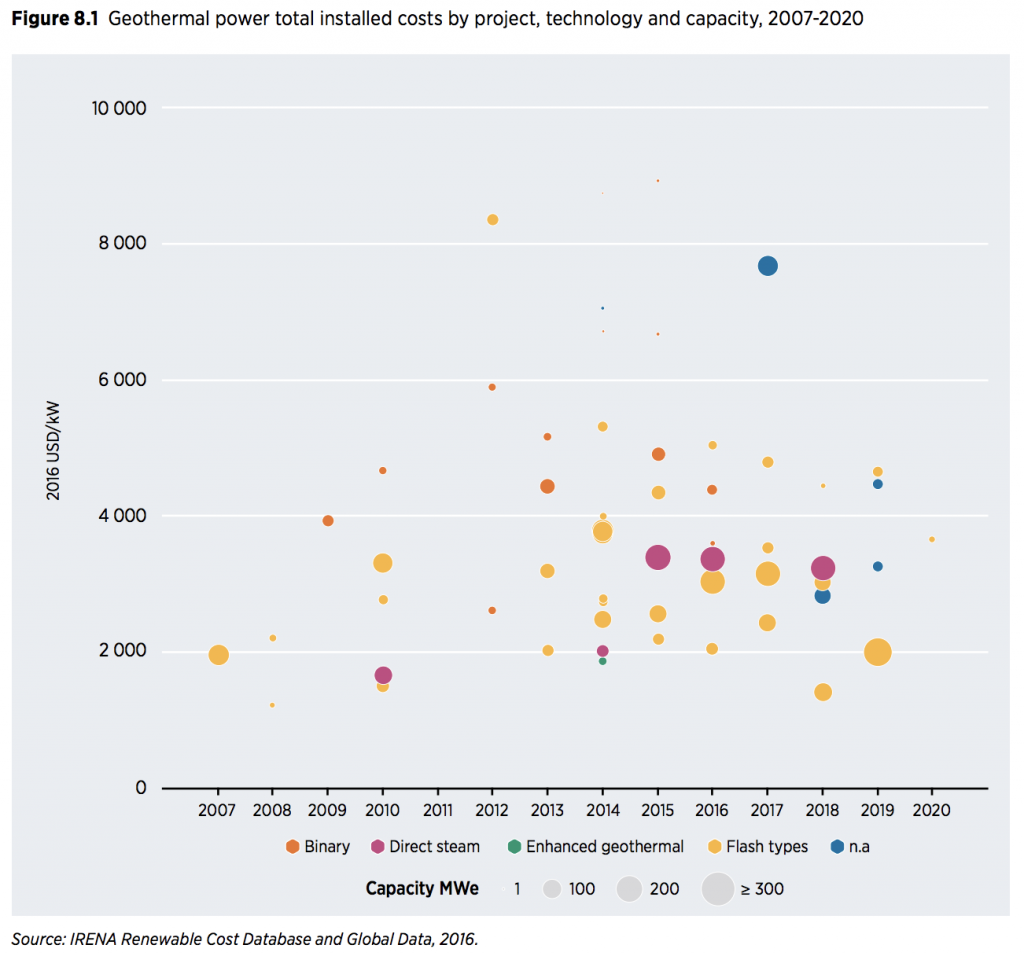 Figure 8.1 Geothermal power total installed costs by project, technology and capacity, 2007-2020
10 000
8 000
6 000
4 000
2 000
0
2016 USD/kW
2007 2008 2009 2010 2011 2012 2013 2014 2015 2016 2017 2018 2019 2020
Binary Direct steam Enhanced geothermal Flash types n.a
Capacity MWe 1 100 200 ≥ 300
Source: IRENA Renewable Cost Database and Global Data, 2016.